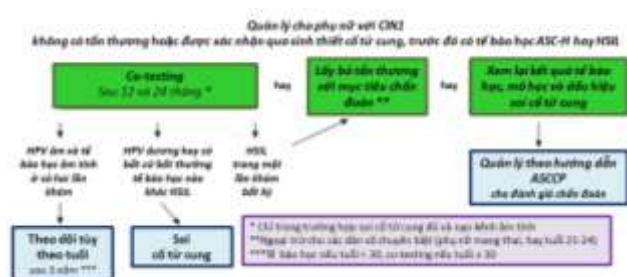 Quản lý cho phụ nữ với CIN1
không có tổn thương hoặc được xác nhận qua sinh thiết cổ tử cung, trước đó có tế bào học ASC-H hay HSIL
Co-testing
Sau 12 và 24 tháng *
hay
Lấy bỏ tổn thương
với mục tiêu chẩn
đoán **
hay
Xem lại kết quả tế bào
học, mô học và dấu hiệu
soi cổ tử cung
HPV âm và tế
bào học âm tính
ở cả hai lần
khám
HPV dương hay có
bất cứ bất thường
tế bào học nào
khác HSIL
HSIL
trong một
lần khám
bất kỳ
Quản lý theo hướng dẫn
ASCCP
cho đánh giá chẩn đoán
Theo dõi tùy
theo tuổi
sau 3 năm ***
Soi
cổ tử cung
* Chỉ trong trường hợp soi cổ tử cung đủ và nạo kênh âm tính
**Ngoại trừ cho các dân số chuyên biệt (phụ nữ mang thai, hay tuổi 21-24)
***Tế bào học nếu tuổi < 30, co-testing nếu tuổi ≥ 30